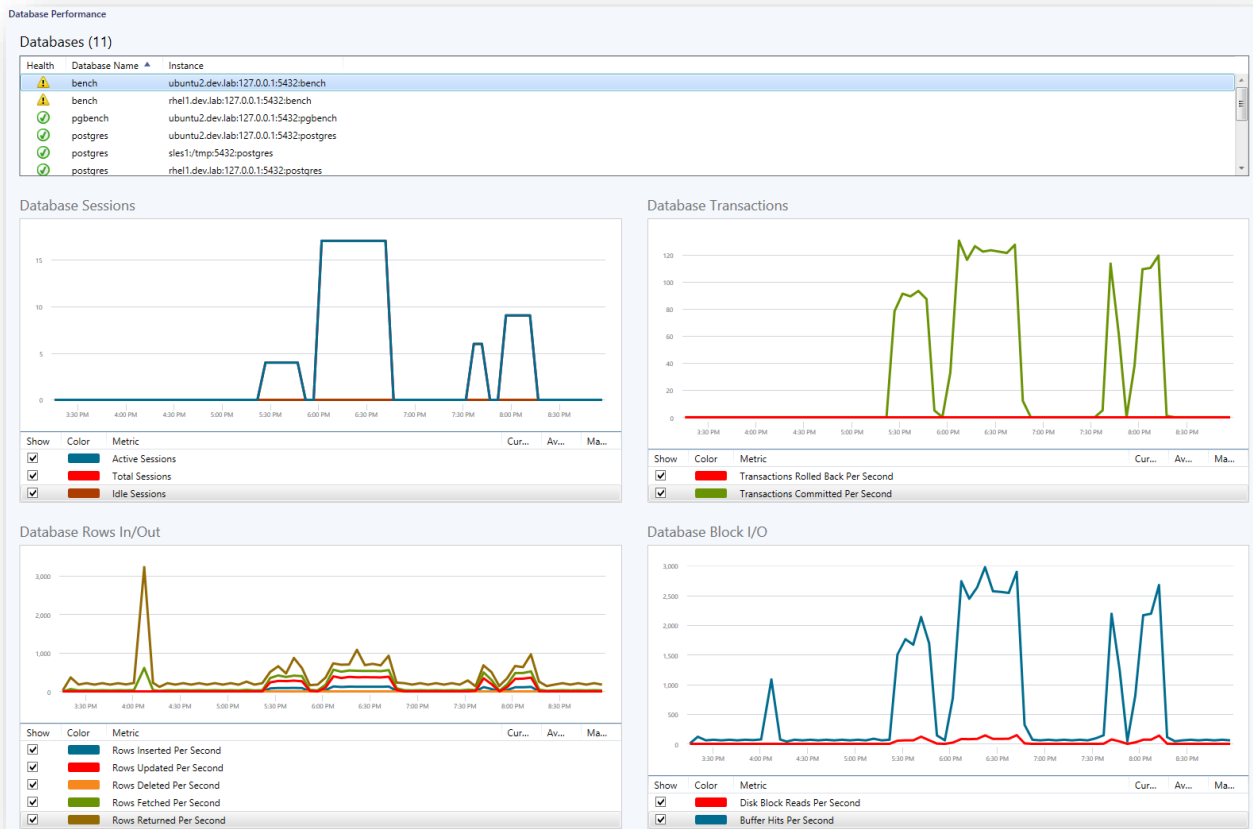 Database Performance
Databases (11)
Health Database Name Instance
bench ubuntu2.dev.lab:127.0.0.1:5432:bench
bench rhel1.dev.lab:127.0.0.1:5432:bench
pgbench ubuntu2.dev.lab:127.0.0.1:5432:pgbench
postgres ubuntu2.dev.lab:127.0.0.1:5432:postgres
postgres sles1:/tmp:5432:postgres
postgres rhel1.dev.lab:127.0.0.1:5432:postgres
Database Sessions
15
10
5
0
3:30 PM 4:00 PM 4:30 PM 5:00 PM 5:30 PM 6:00 PM 6:30 PM 7:00 PM 7:30 PM 8:00 PM 8:30 PM
Show Color Metric Cur... Av... Ma...
Active Sessions
Total Sessions
Idle Sessions
Database Transactions
120
100
80
60
40
20
0
3:30 PM 4:00 PM 4:30 PM 5:00 PM 5:30 PM 6:00 PM 6:30 PM 7:00 PM 7:30 PM 8:00 PM 8:30 PM
Show Color Metric Cur... Av... Ma...
Transactions Rolled Back Per Second
Transactions Committed Per Second
Database Rows In/Out
3,000
2,000
1,000
0
3:30 PM 4:00 PM 4:30 PM 5:00 PM 5:30 PM 6:00 PM 6:30 PM 7:00 PM 7:30 PM 8:00 PM 8:30 PM
Show Color Metric Cur... Av... Ma...
Rows Inserted Per Second
Rows Updated Per Second
Rows Deleted Per Second
Rows Fetched Per Second
Rows Returned Per Second
Database Block I/O
3,000
2,500
2,000
1,500
1,000
500
0
3:30 PM 4:00 PM 4:30 PM 5:00 PM 5:30 PM 6:00 PM 6:30 PM 7:00 PM 7:30 PM 8:00 PM 8:30 PM
Show Color Metric Cur... Av... Ma...
Disk Block Reads Per Second
Buffer Hits Per Second